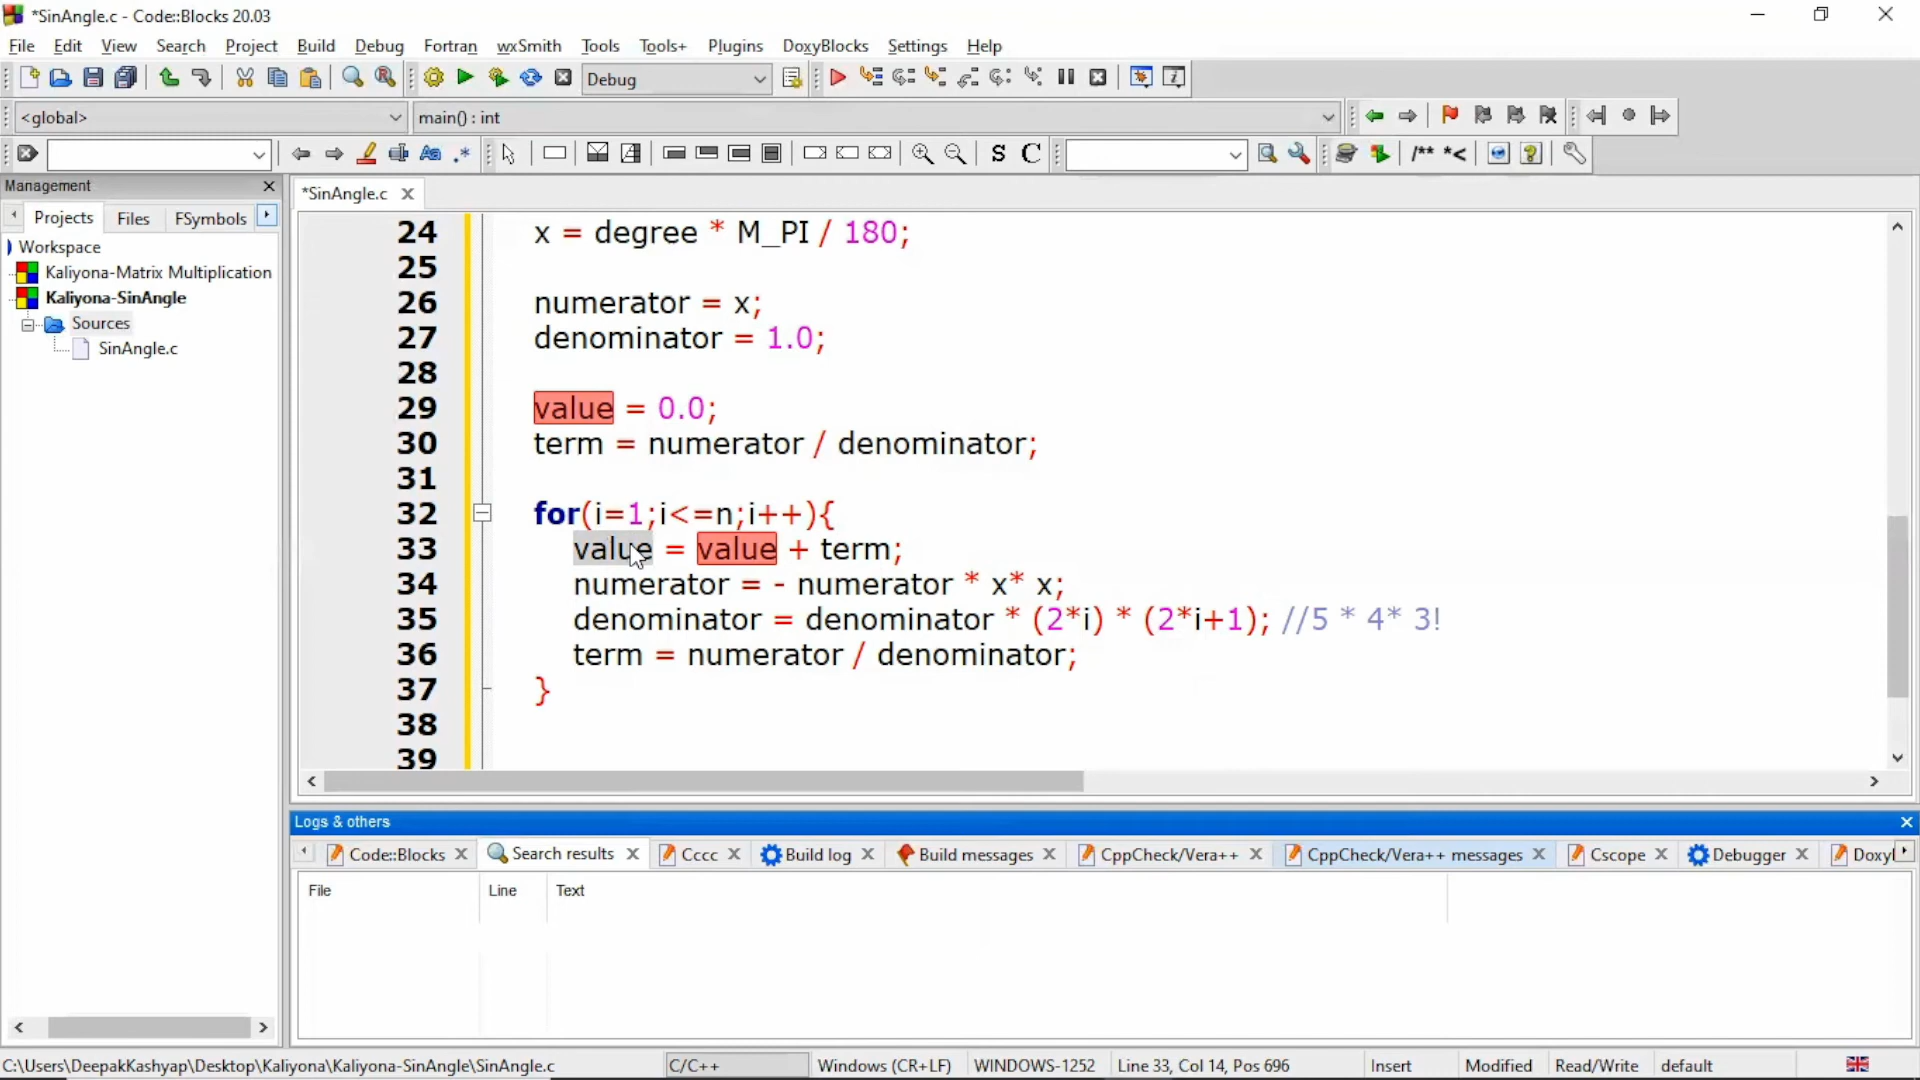 *SinAngle.c - Code::Blocks 20.03
File Edit View Search Project Build Debug Fortran wxSmith Tools Tools+ Plugins DoxyBlocks Settings Help
Debug
<global> main() : int
Aa .* S C /** *<
Management
*SinAngle.c
Projects Files FSymbols
Workspace
Kaliyona-Matrix Multiplication
Kaliyona-SinAngle
Sources
SinAngle.c
24 x = degree * M_PI / 180;
25
26 numerator = x;
27 denominator = 1.0;
28
29 value = 0.0;
30 term = numerator / denominator;
31
32 for(i=1;i<=n;i++){
33 value = value + term;
34 numerator = - numerator * x* x;
35 denominator = denominator * (2*i) * (2*i+1); //5 * 4* 3!
36 term = numerator / denominator;
37 }
38
39
Logs & others
Code::Blocks Search results Cccc Build log Build messages CppCheck/Vera++ CppCheck/Vera++ messages Cscope Debugger
File Line Text
C:\Users\DeepakKashyap\Desktop\Kaliyona\Kaliyona-SinAngle\SinAngle.c C/C++ Windows (CR+LF) WINDOWS-1252 Line 33, Col 14, Pos 696 Insert Modified Read/Write default